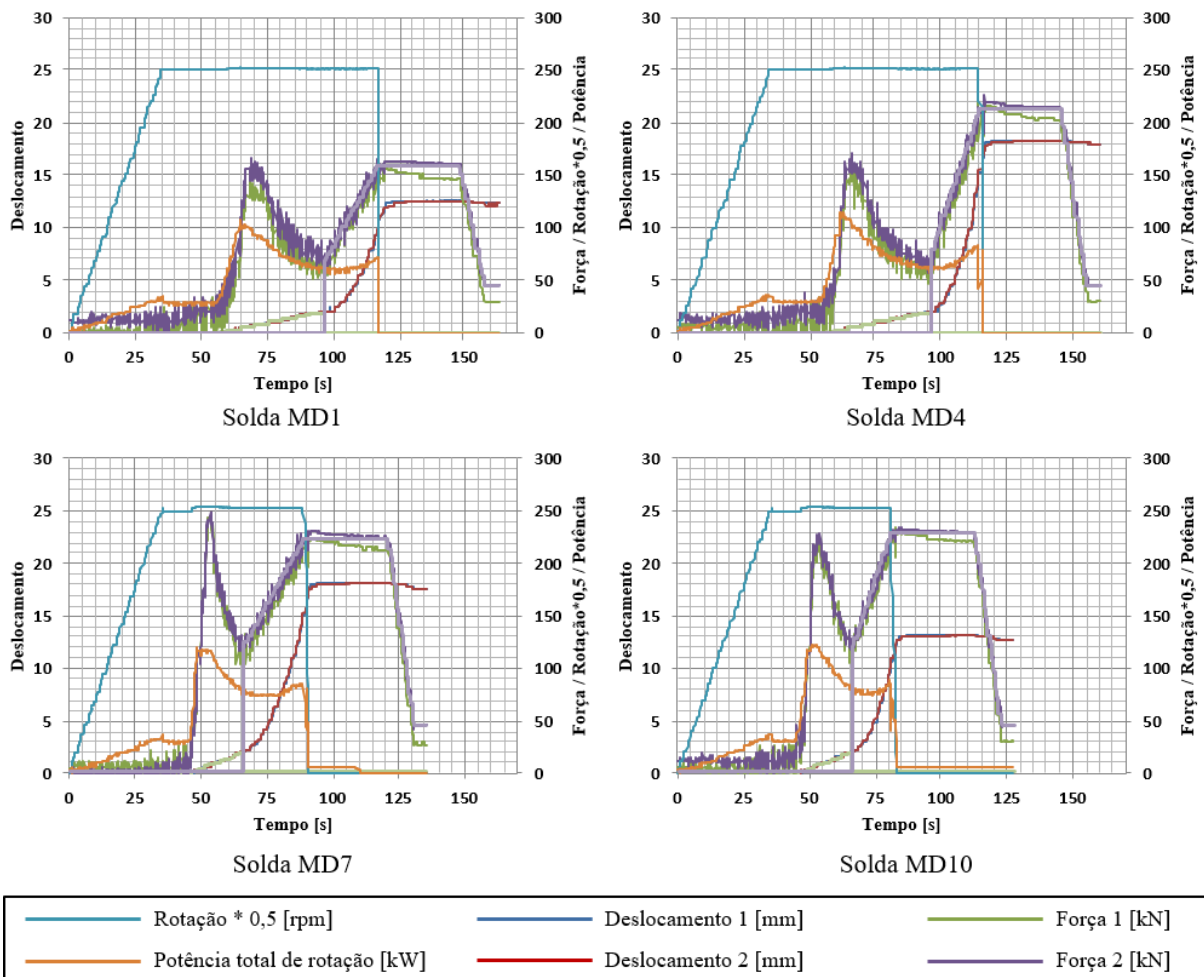 30 300 30 300
25 250 25 250
20 200 20 200
15 150 15 150
10 100 10 100
5 50 5 50
0 0 0 0
0 25 50 75 100 125 150 0 25 50 75 100 125 150
Deslocamento
Força / Rotação*0,5 / Potência
Deslocamento
Força / Rotação*0,5 / Potência
Tempo [s] Tempo [s]
Solda MD1 Solda MD4
30 300 30 300
25 250 25 250
20 200 20 200
15 150 15 150
10 100 10 100
5 50 5 50
0 0 0 0
0 25 50 75 100 125 150 0 25 50 75 100 125 150
Deslocamento
Força / Rotação*0,5 / Potência
Deslocamento
Força / Rotação*0,5 / Potência
Tempo [s] Tempo [s]
Solda MD7 Solda MD10
Rotação * 0,5 [rpm] Deslocamento 1 [mm] Força 1 [kN]
Potência total de rotação [kW] Deslocamento 2 [mm] Força 2 [kN]